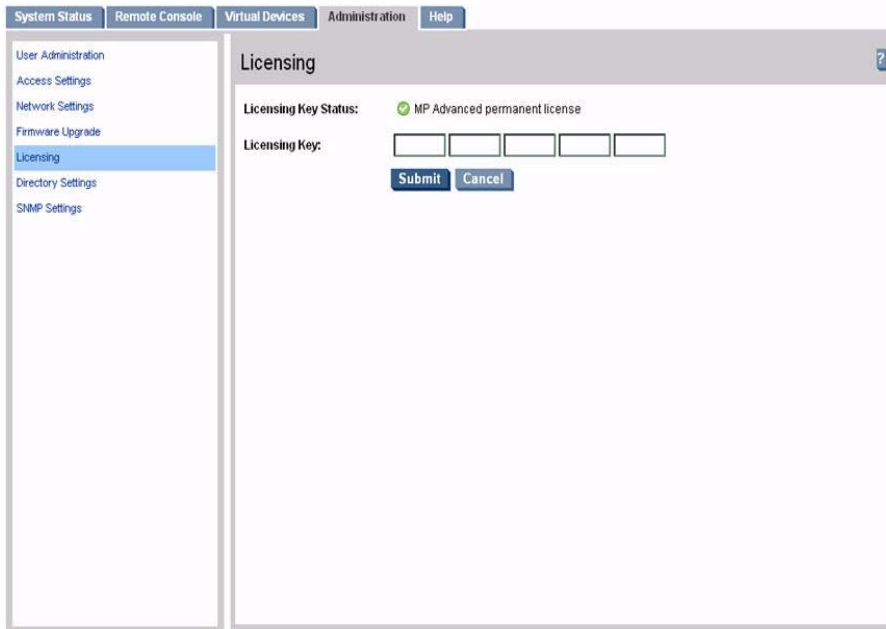 System Status Remote Console Virtual Devices Administration Help
User Administration
Access Settings
Network Settings
Firmware Upgrade
Licensing
Directory Settings
SNMP Settings
Licensing
?
Licensing Key Status: MP Advanced permanent license
Licensing Key:
Submit Cancel